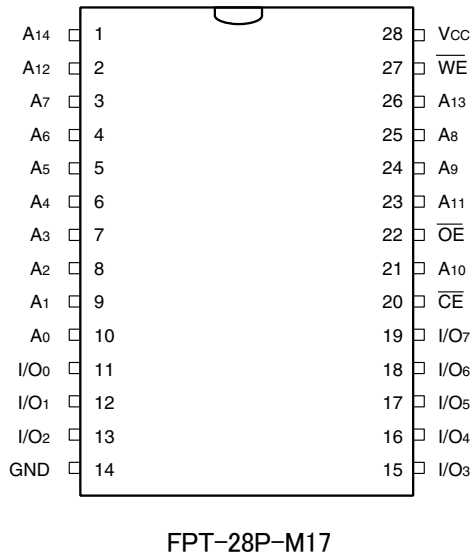 A14 1 28 VCC
A12 2 27 WE
A7 3 26 A13
A6 4 25 A8
A5 5 24 A9
A4 6 23 A11
A3 7 22 OE
A2 8 21 A10
A1 9 20 CE
A0 10 19 I/O7
I/O0 11 18 I/O6
I/O1 12 17 I/O5
I/O2 13 16 I/O4
GND 14 15 I/O3
FPT-28P-M17